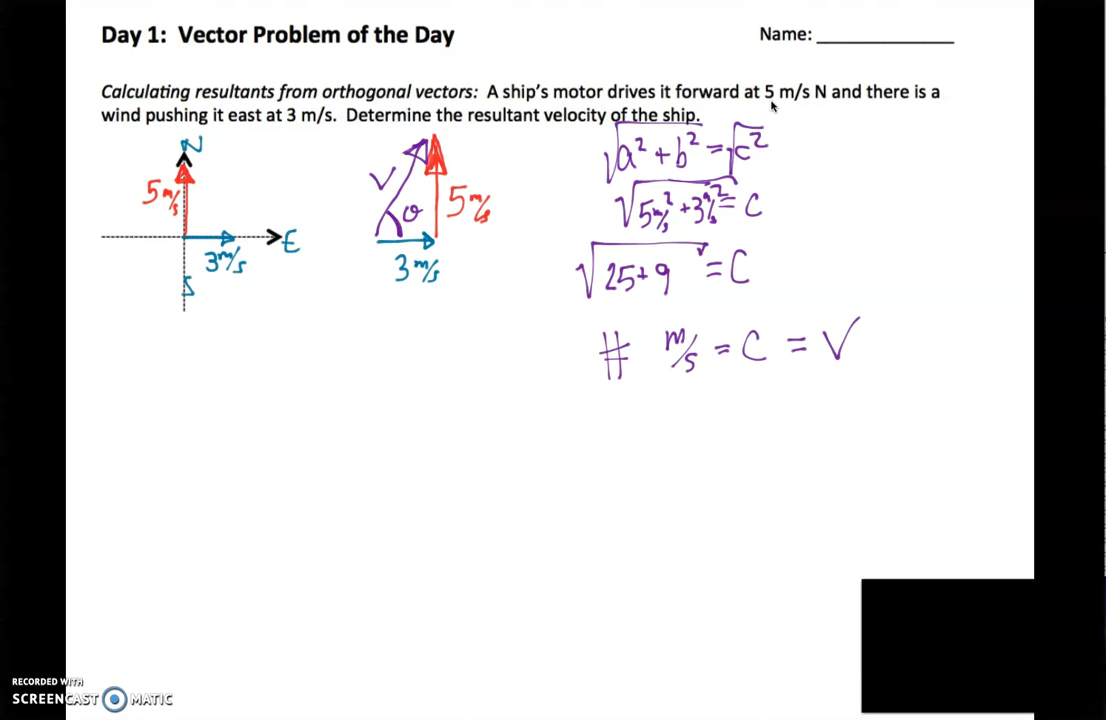 Day 1: Vector Problem of the Day
Name: ______________
Calculating resultants from orthogonal vectors: A ship's motor drives it forward at 5 m/s N and there is a
wind pushing it east at 3 m/s. Determine the resultant velocity of the ship.
N
5 m/s
E
3 m/s
S
V
θ
5 m/s
3 m/s
√a² + b² = √c²
√5 m/s² + 3 m/s² = C
√25 + 9 = C
# m/s = C = V
RECORDED WITH
SCREENCAST MATIC